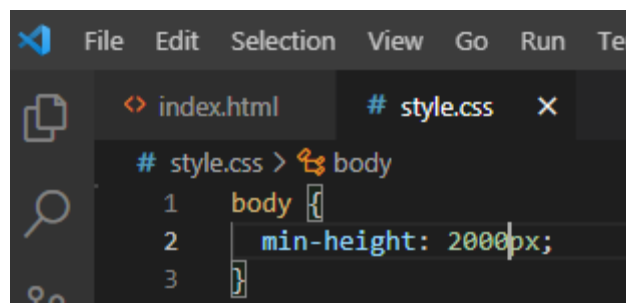 File Edit Selection View Go Run Te
<> index.html # style.css ×
# style.css > body
1 body {
2 min-height: 2000px;
3 }